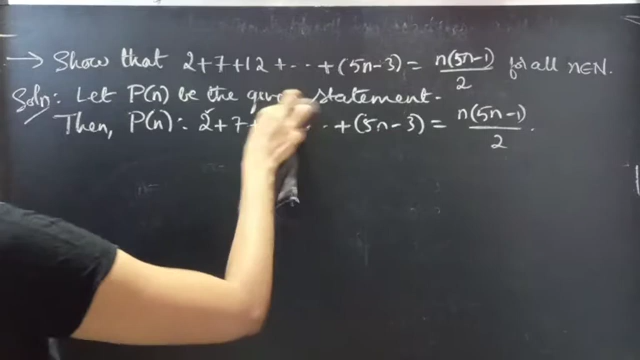 → Show that 2+7+12+...+(5n-3) = n(5n-1)/2 for all n∈N.
Soln: Let P(n) be the given statement.
Then, P(n): 2+7+ .. +(5n-3) = n(5n-1)/2.
n=